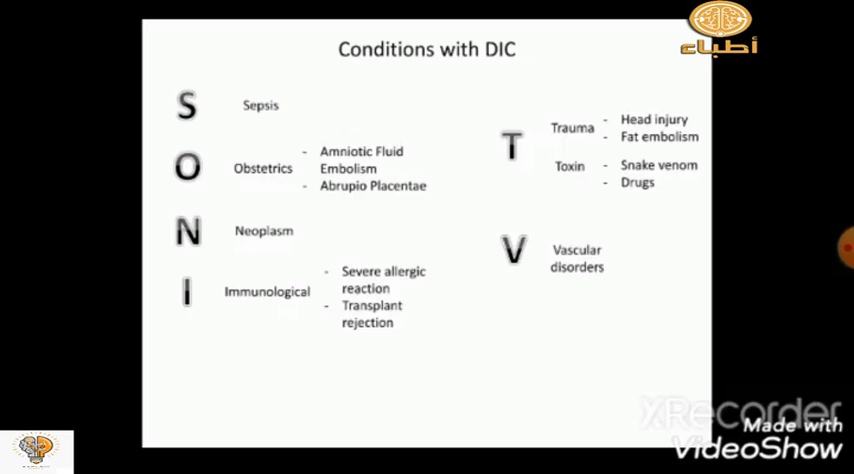 أطباء
Conditions with DIC
S
Sepsis
O
Obstetrics
- Amniotic Fluid
Embolism
- Abrupio Placentae
N
Neoplasm
I
Immunological
- Severe allergic
reaction
- Transplant
rejection
T
Trauma
- Head injury
- Fat embolism
Toxin
- Snake venom
- Drugs
V
Vascular
disorders
XRecorder
Made with
VideoShow